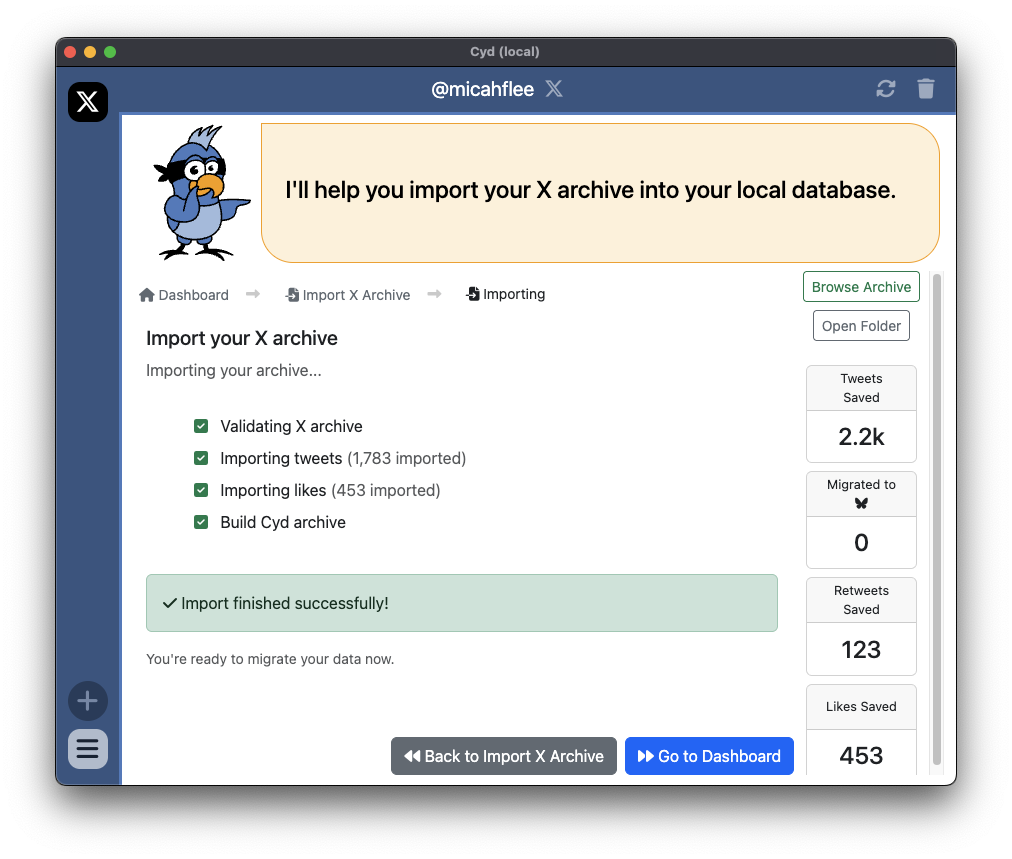 Cyd (local)
@micahflee
I'll help you import your X archive into your local database.
Dashboard
Import X Archive
Importing
Browse Archive
Open Folder
Import your X archive
Importing your archive...
Validating X archive
Importing tweets (1,783 imported)
Importing likes (453 imported)
Build Cyd archive
Import finished successfully!
You're ready to migrate your data now.
Back to Import X Archive
Go to Dashboard
Tweets
Saved
2.2k
Migrated to
0
Retweets
Saved
123
Likes Saved
453